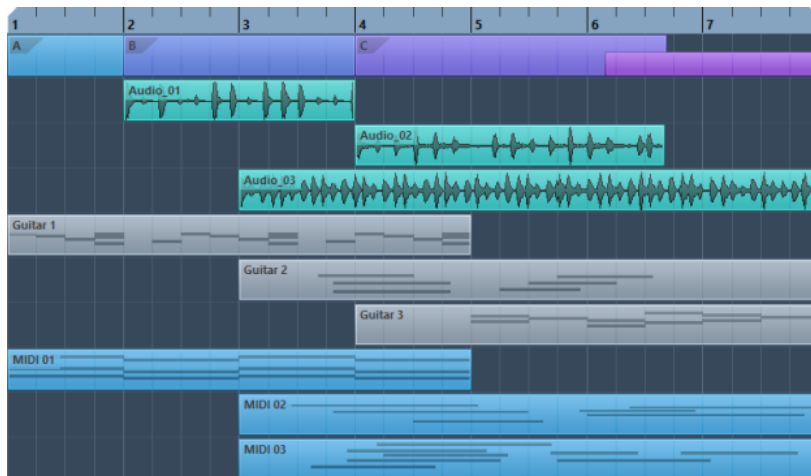 1 2 3 4 5 6 7
A B C
Audio_01
Audio_02
Audio_03
Guitar 1
Guitar 2
Guitar 3
MIDI 01
MIDI 02
MIDI 03